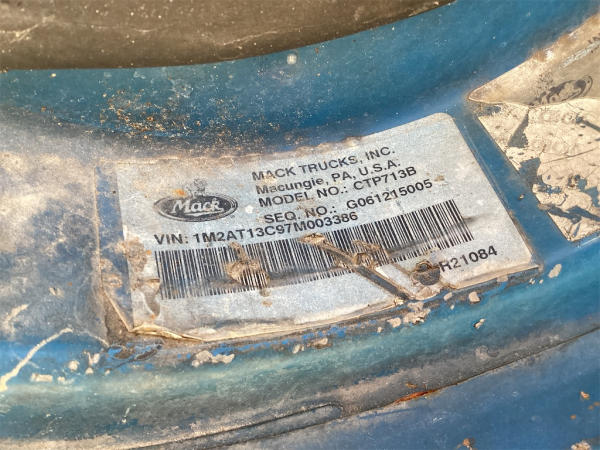 MACK TRUCKS, INC.
Macungie, PA, U.S.A.
MODEL NO.: CTP713B
SEQ. NO.: G061215005
Mack
VIN: 1M2AT13C97M003386
R21084